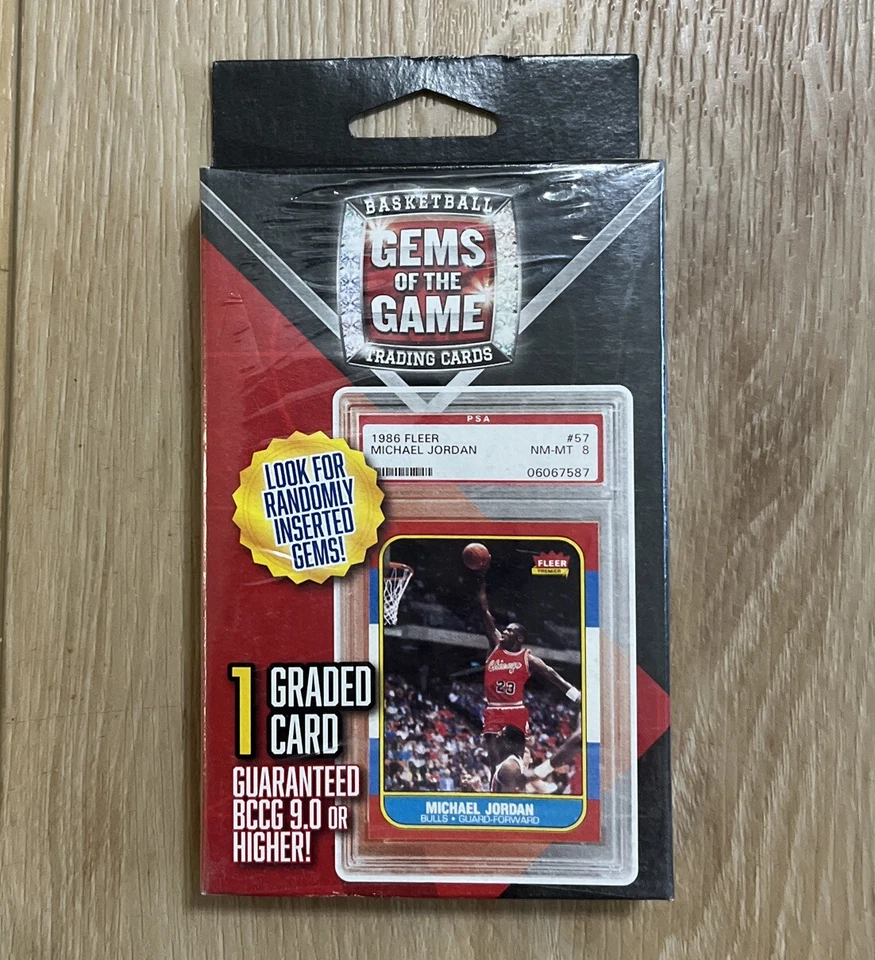 BASKETBALL
GEMS
OF THE
GAME
TRADING CARDS
PSA
1986 FLEER #57
MICHAEL JORDAN NM-MT 8
06067587
LOOK FOR
RANDOMLY
INSERTED
GEMS!
FLEER
PREMIER
Chicago
23
1 GRADED
CARD
GUARANTEED
BCCG 9.0 OR
HIGHER!
MICHAEL JORDAN
BULLS • GUARD-FORWARD